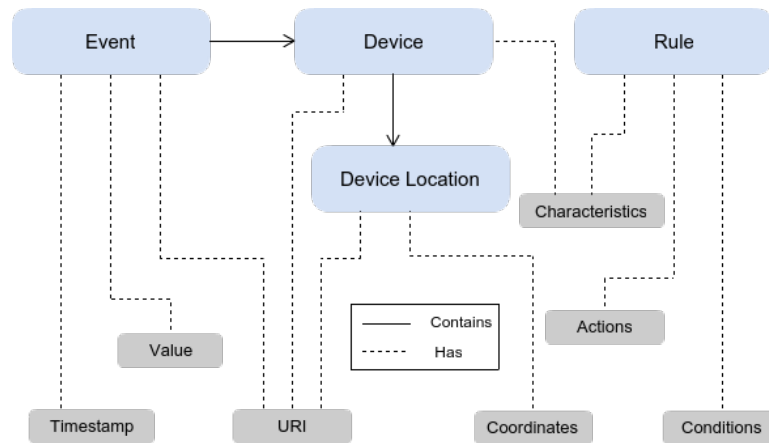 Event
Device
Rule
Device Location
Characteristics
Contains
Has
Actions
Value
Timestamp
URI
Coordinates
Conditions